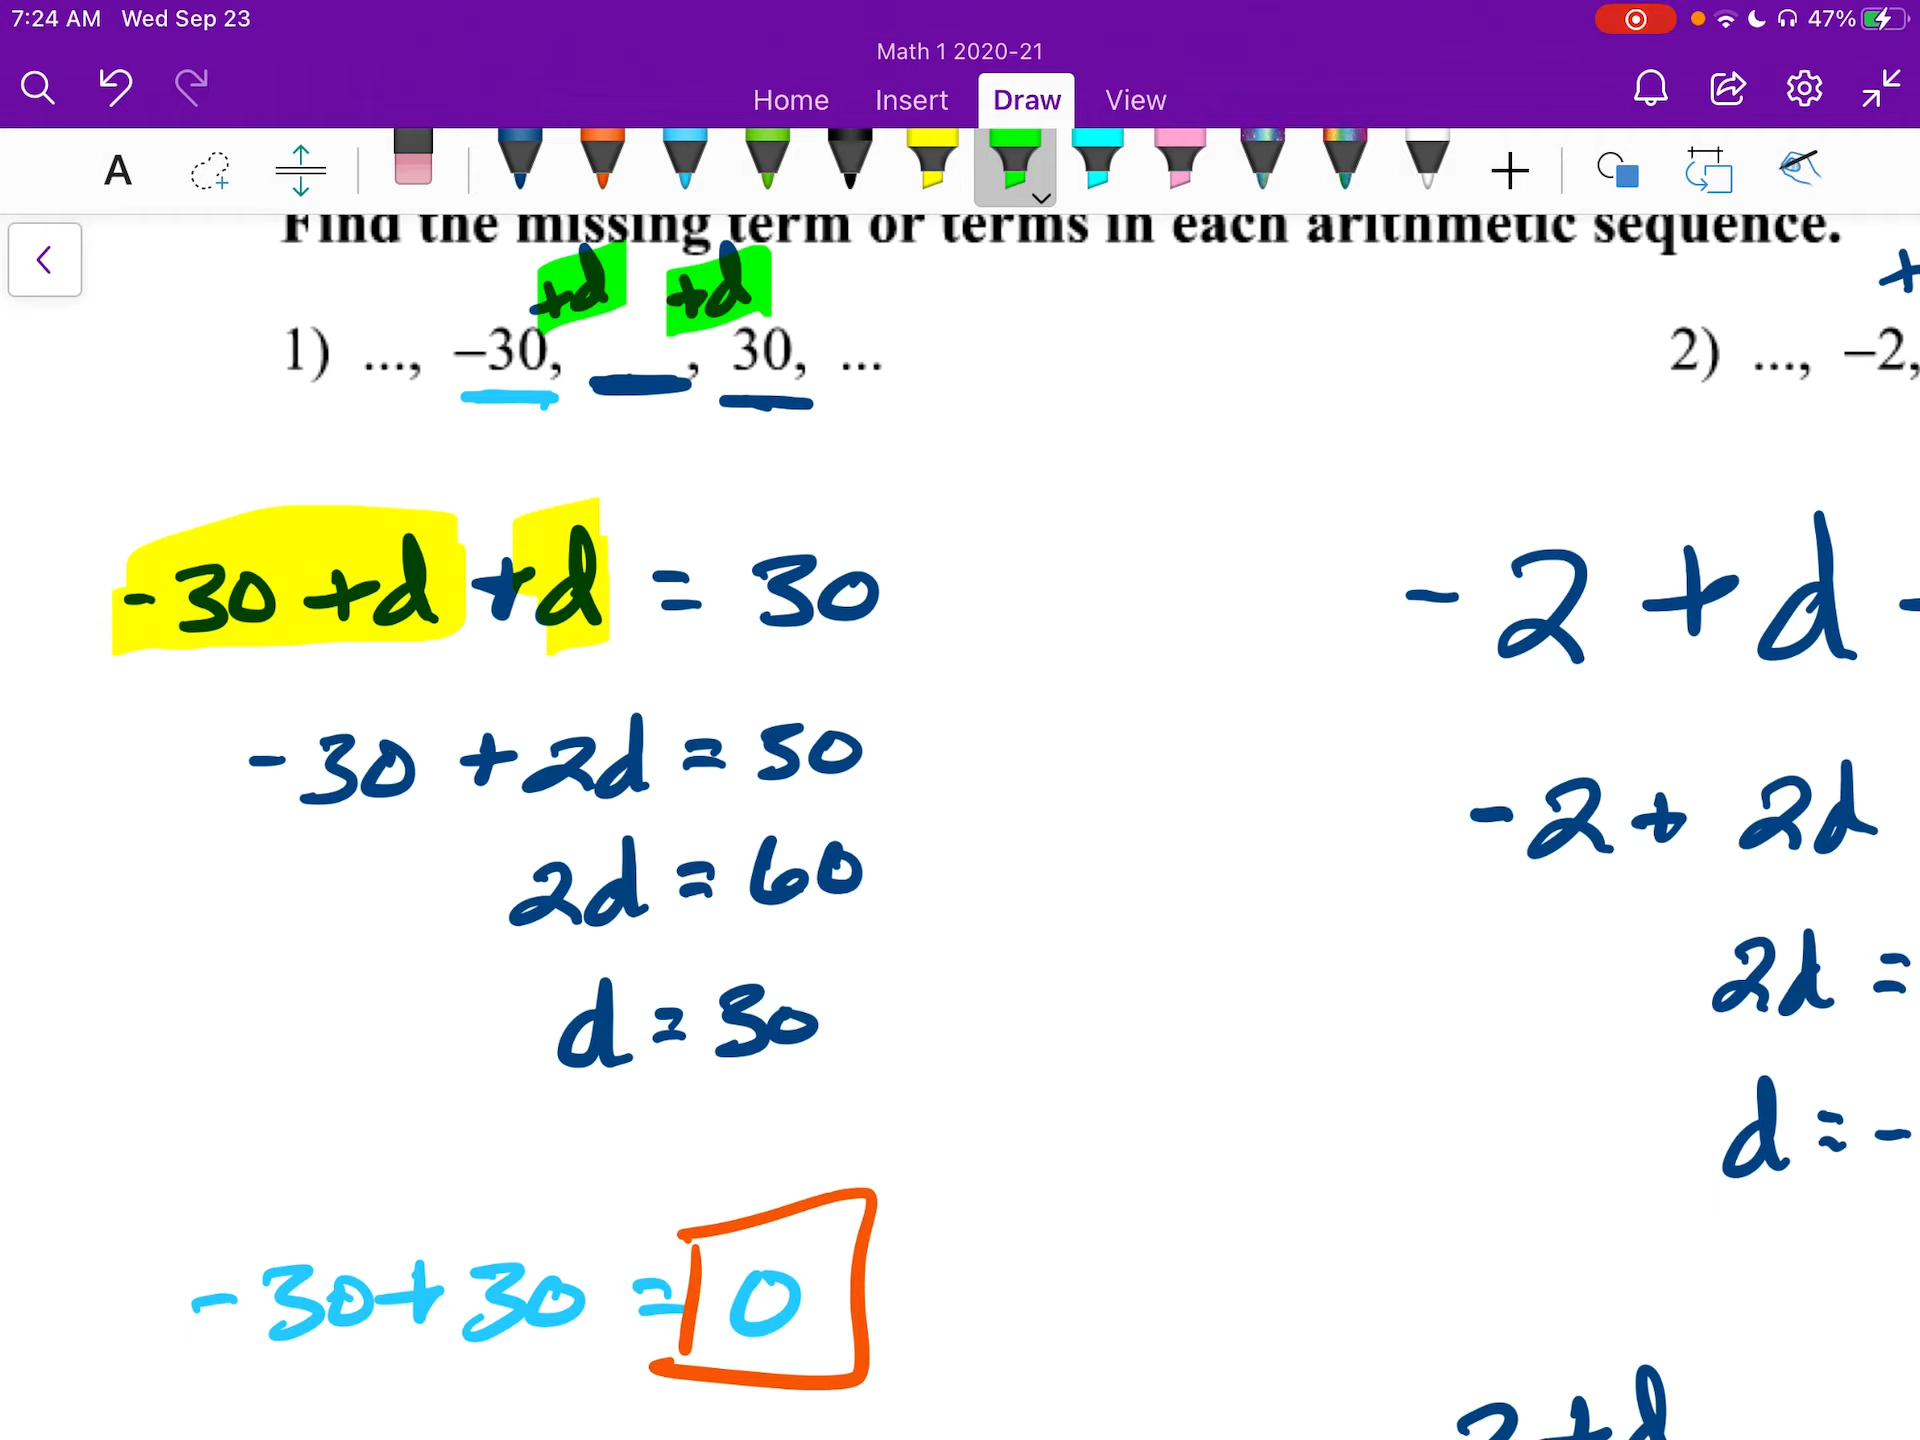 7:24 AM Wed Sep 23
47%
Math 1 2020-21
Home Insert Draw View
A
Find the missing term or terms in each arithmetic sequence.
+d +d
+
1) ..., –30, , 30, ...
2) ..., –2,
-30 +d +d = 30
-2 +d -
-30 +2d = 30
-2 + 2d
2d = 60
2d =
d = 30
d = -
-30+30 = 0
2+d